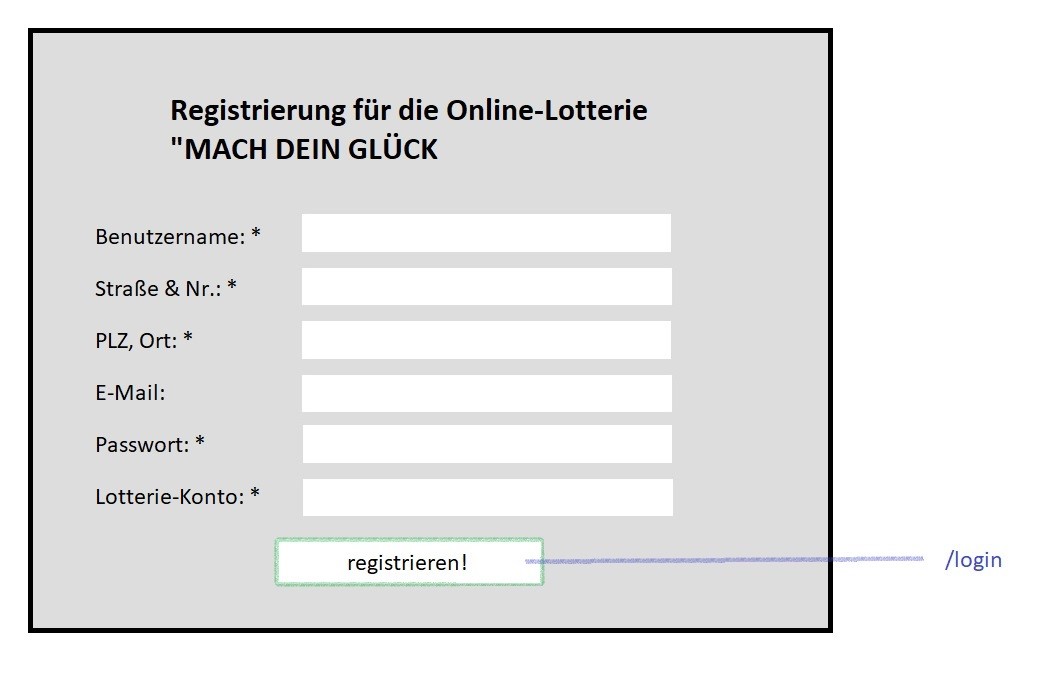 Registrierung für die Online-Lotterie
"MACH DEIN GLÜCK
Benutzername: *
Straße & Nr.: *
PLZ, Ort: *
E-Mail:
Passwort: *
Lotterie-Konto: *
registrieren!
/login